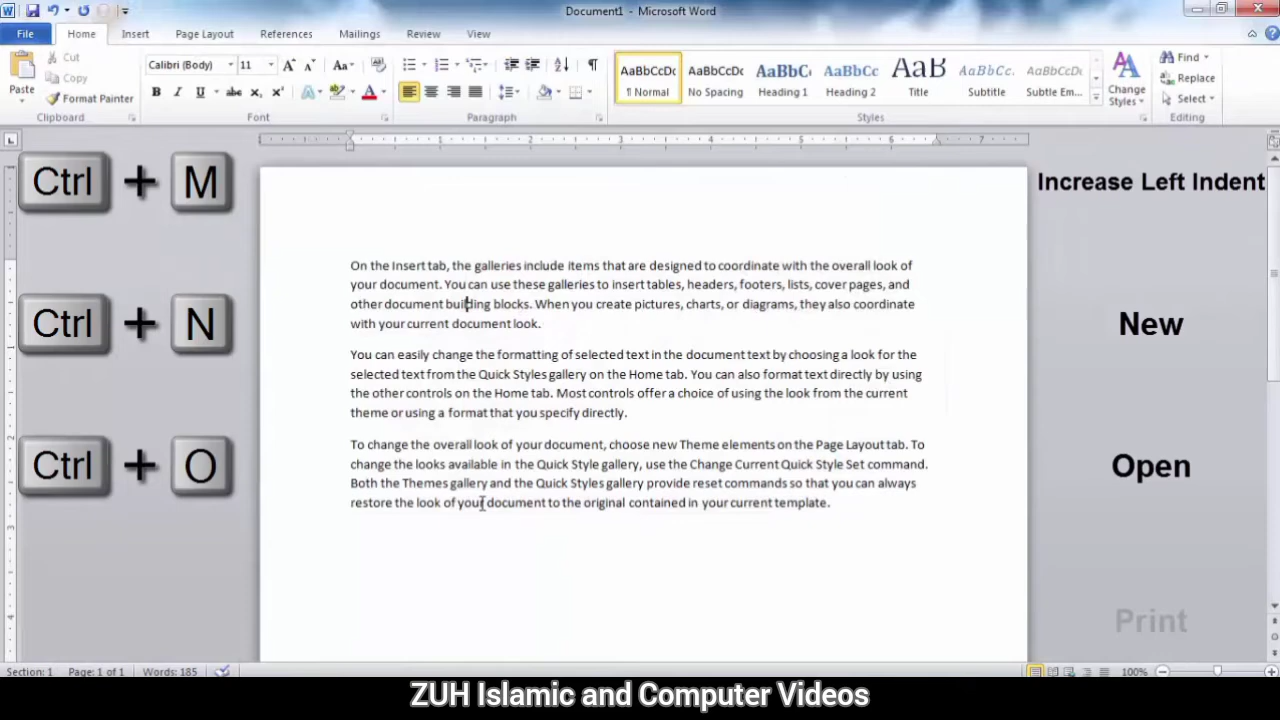 Document1 - Microsoft Word
File Home Insert Page Layout References Mailings Review View
Cut
Copy
Format Painter
Paste
Clipboard
Calibri (Body) 11
Font
Paragraph
AaBbCcDc AaBbCcDc AaBbC AaBbCc AaB AaBbCc. AaBbCcDc
¶ Normal No Spacing Heading 1 Heading 2 Title Subtitle Subtle Em...
Change Styles
Styles
Find
Replace
Select
Editing
Ctrl + M Increase Left Indent
Ctrl + N New
Ctrl + O Open
Print
On the Insert tab, the galleries include items that are designed to coordinate with the overall look of
your document. You can use these galleries to insert tables, headers, footers, lists, cover pages, and
other document building blocks. When you create pictures, charts, or diagrams, they also coordinate
with your current document look.
You can easily change the formatting of selected text in the document text by choosing a look for the
selected text from the Quick Styles gallery on the Home tab. You can also format text directly by using
the other controls on the Home tab. Most controls offer a choice of using the look from the current
theme or using a format that you specify directly.
To change the overall look of your document, choose new Theme elements on the Page Layout tab. To
change the looks available in the Quick Style gallery, use the Change Current Quick Style Set command.
Both the Themes gallery and the Quick Styles gallery provide reset commands so that you can always
restore the look of your document to the original contained in your current template.
Section: 1 Page: 1 of 1 Words: 185 100%
ZUH Islamic and Computer Videos